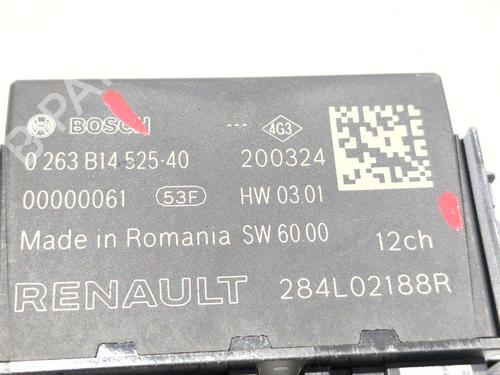 BOSCH --- 4G3
0 263 B14 525-40 200324
00000061 53F HW 03.01
Made in Romania SW 60.00 12ch
RENAULT 284L02188R
B-PARTS